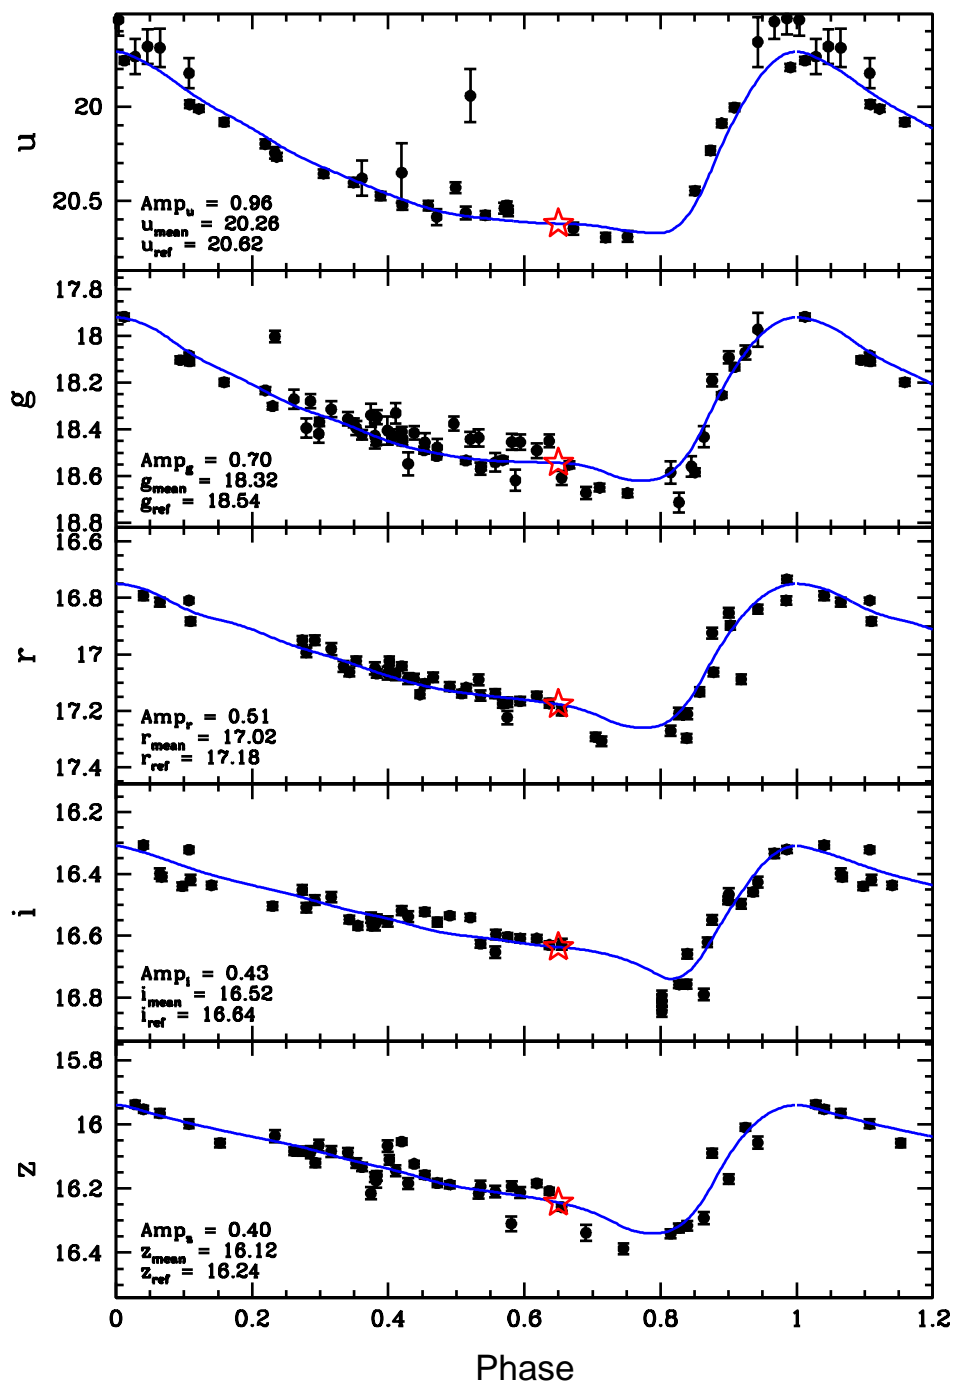 20
20.5
u
Amp_u = 0.96
u_mean = 20.26
u_ref = 20.62
17.8
18
18.2
18.4
18.6
18.8
g
Amp_g = 0.70
g_mean = 18.32
g_ref = 18.54
16.6
16.8
17
17.2
17.4
r
Amp_r = 0.51
r_mean = 17.02
r_ref = 17.18
16.2
16.4
16.6
16.8
i
Amp_i = 0.43
i_mean = 16.52
i_ref = 16.64
15.8
16
16.2
16.4
z
Amp_z = 0.40
z_mean = 16.12
z_ref = 16.24
0 0.2 0.4 0.6 0.8 1 1.2
Phase